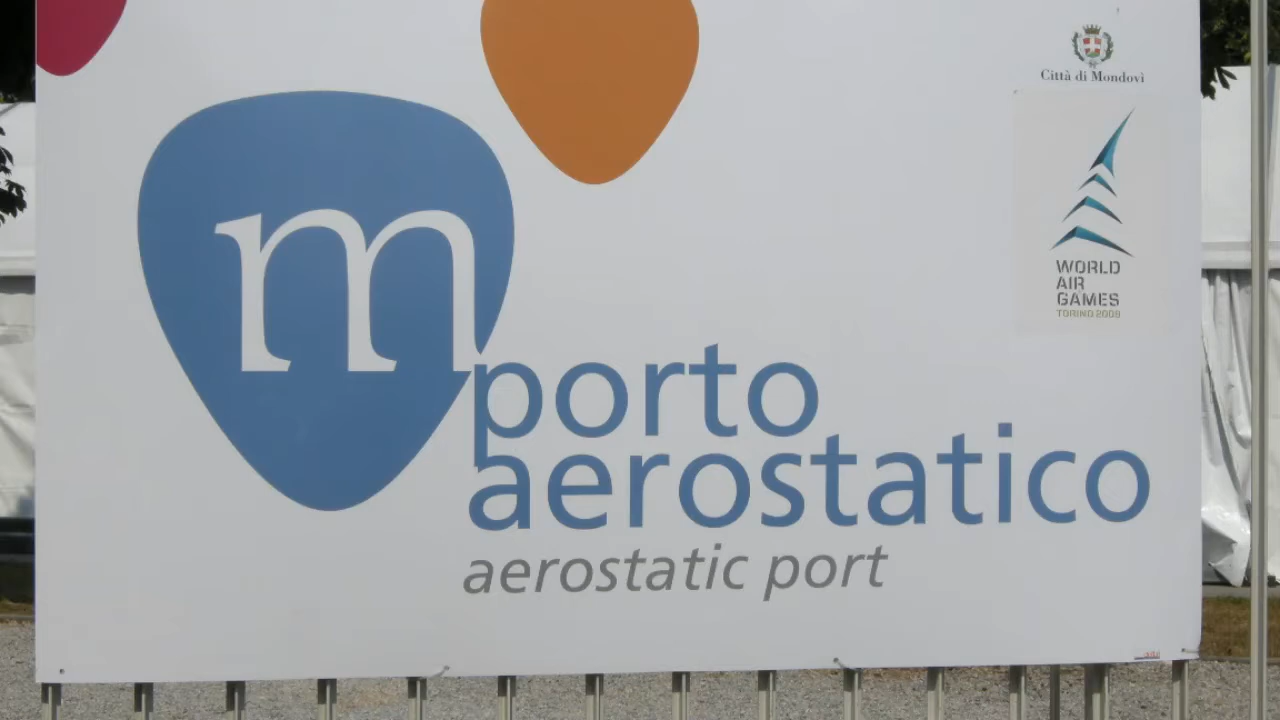 Città di Mondovì
WORLD
AIR
GAMES
TORINO 2009
m
porto
aerostatico
aerostatic port